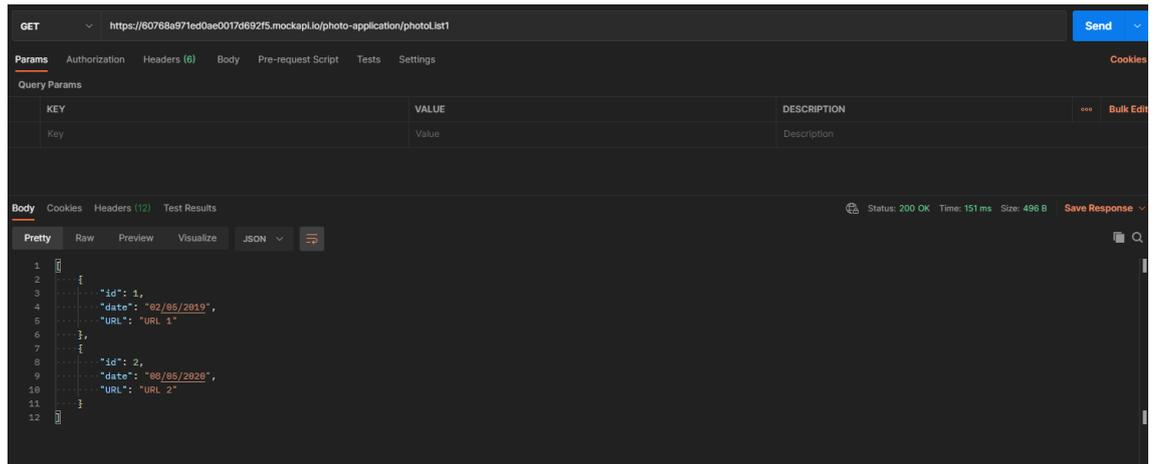 GET https://60768a971ed0ae0017d692f5.mockapi.io/photo-application/photoList1 Send
Params Authorization Headers (6) Body Pre-request Script Tests Settings Cookies
Query Params
KEY VALUE DESCRIPTION ooo Bulk Edit
Key Value Description
Body Cookies Headers (12) Test Results Status: 200 OK Time: 151 ms Size: 496 B Save Response
Pretty Raw Preview Visualize JSON
1 [
2 {
3 "id": 1,
4 "date": "02/05/2019",
5 "URL": "URL 1"
6 },
7 {
8 "id": 2,
9 "date": "08/05/2020",
10 "URL": "URL 2"
11 }
12 ]